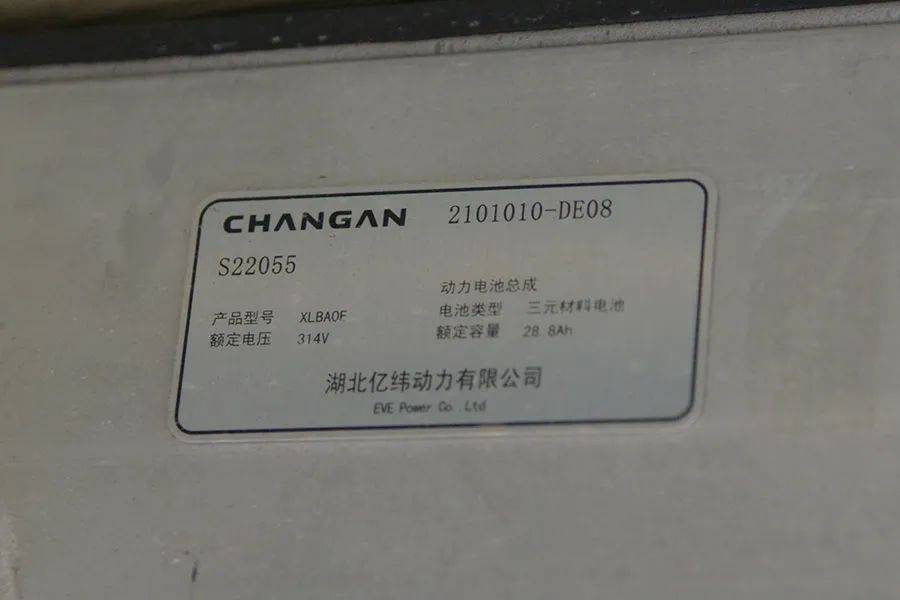 CHANGAN 2101010-DE08
S22055
动力电池总成
产品型号 XLBA0F 电池类型 三元材料电池
额定电压 314V 额定容量 28.8Ah
湖北亿纬动力有限公司
EVE Power Co.,Ltd